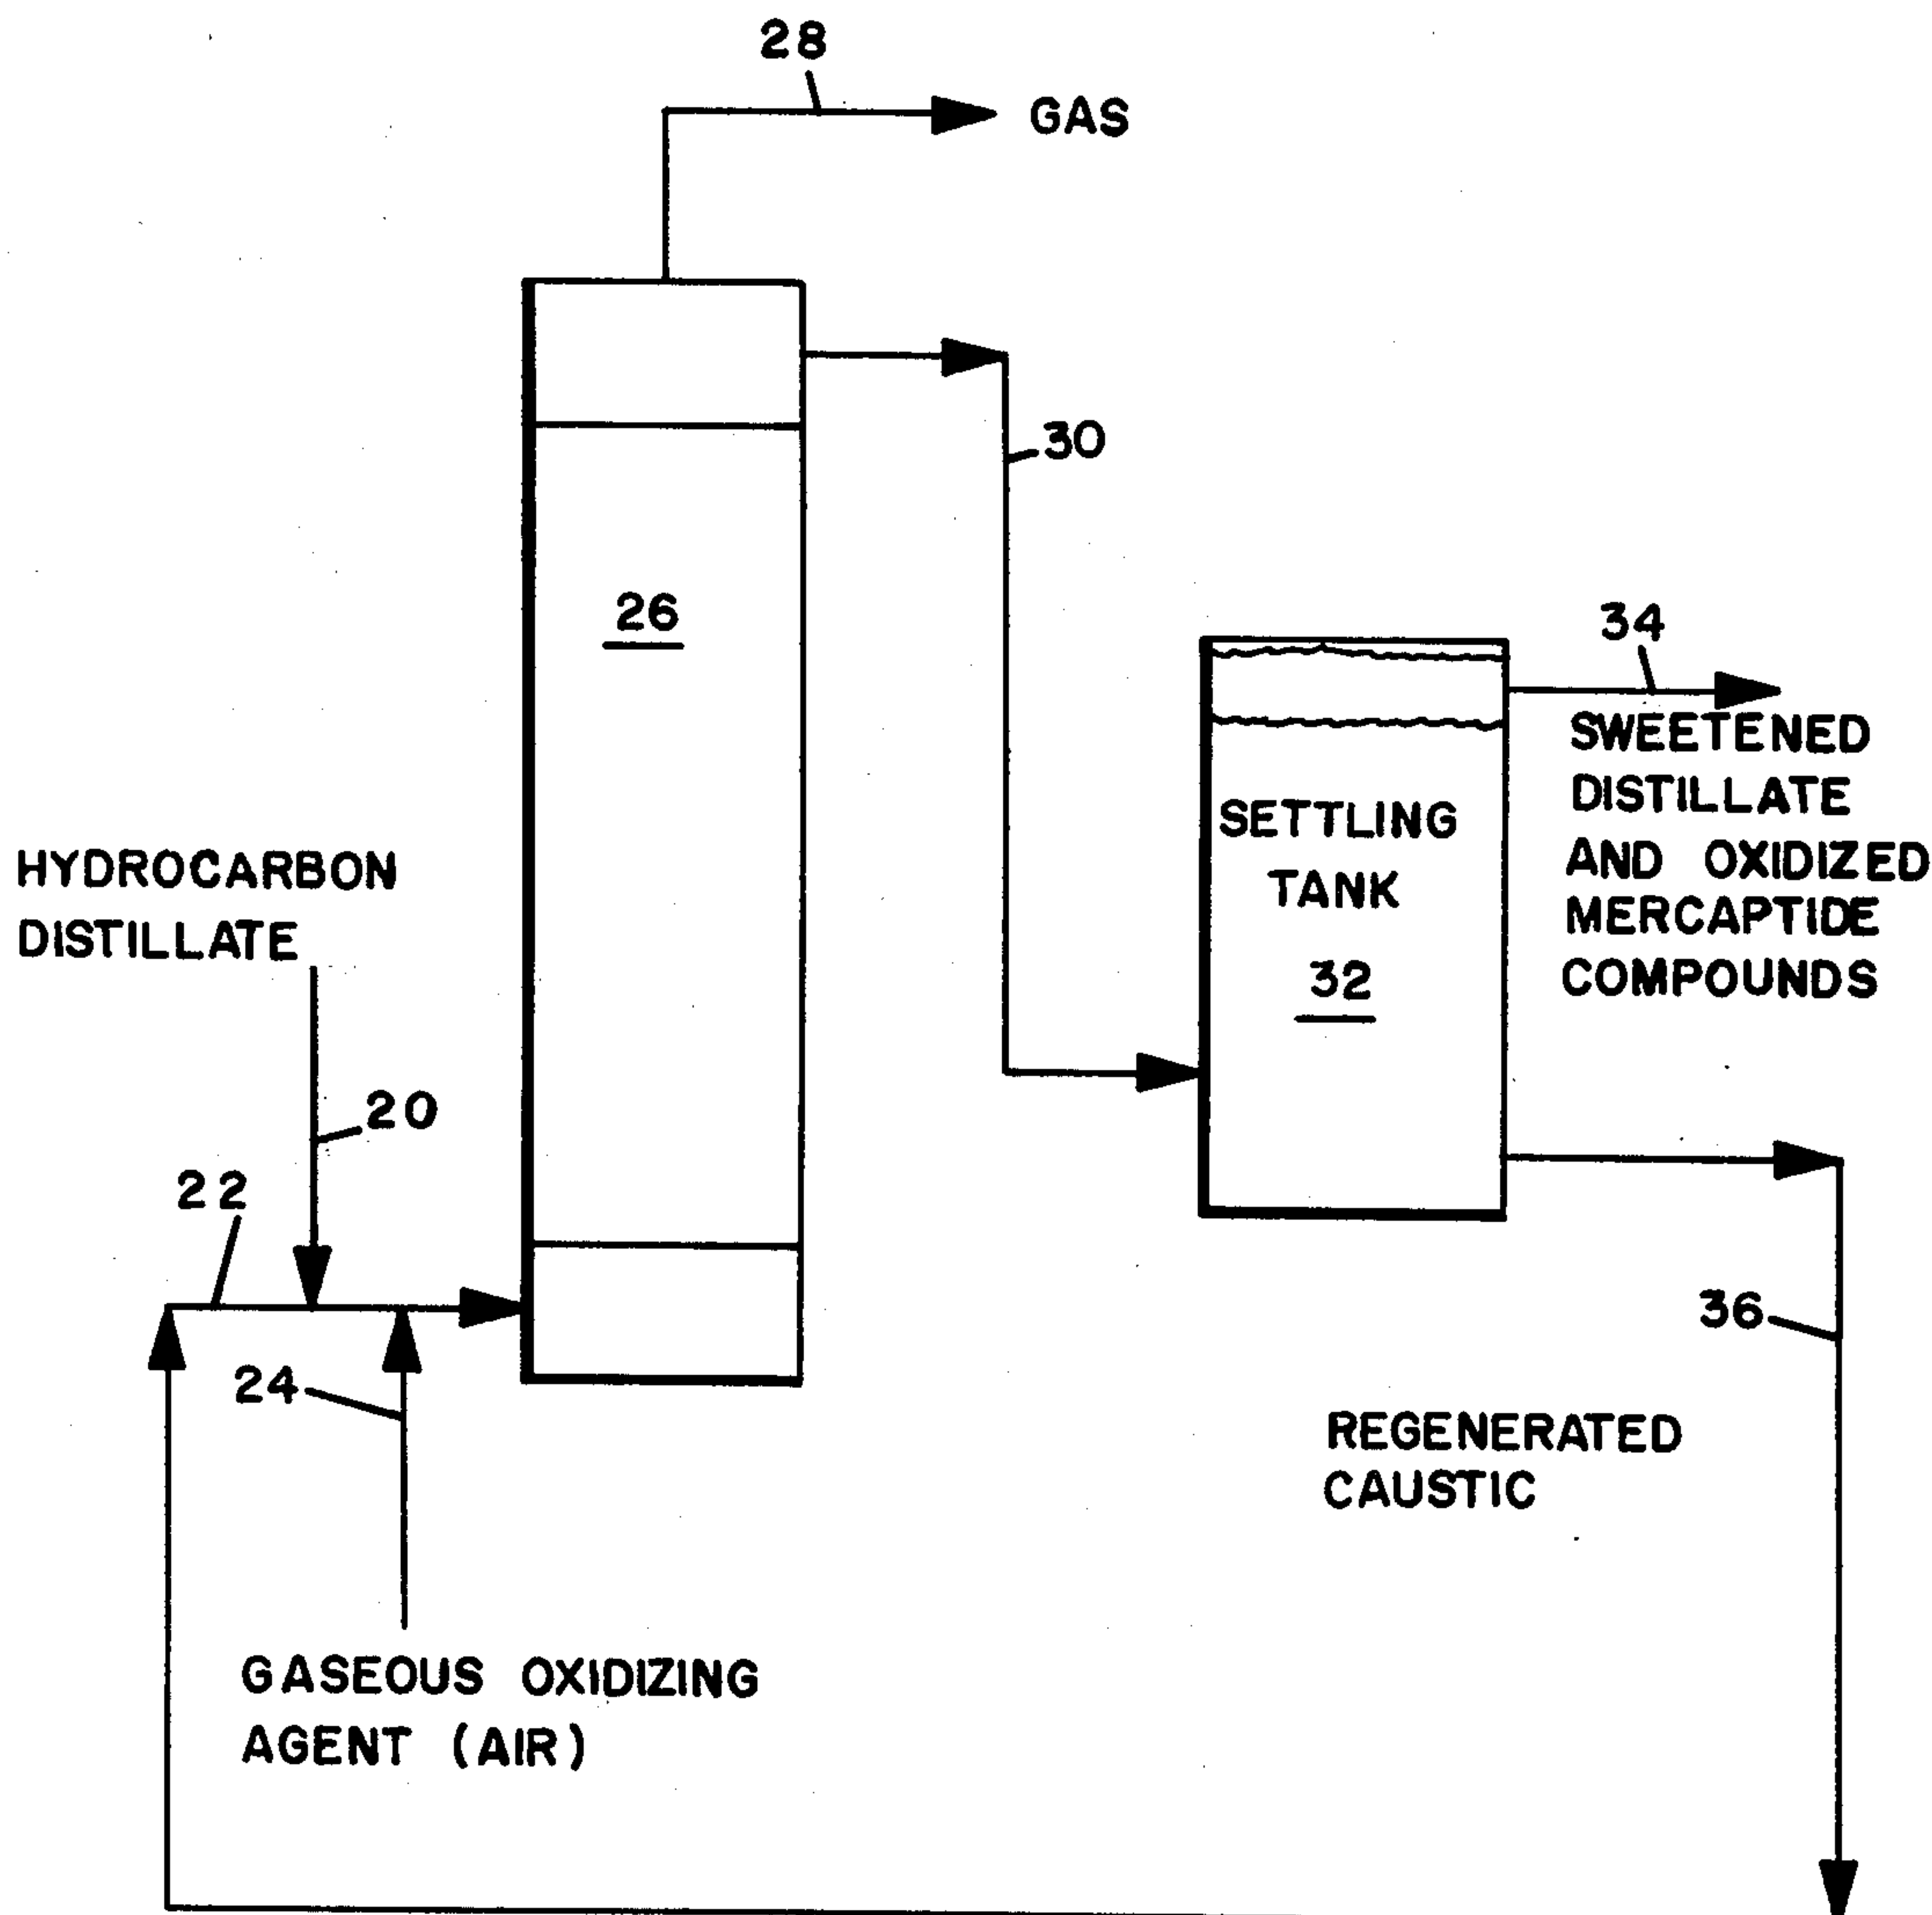 28
GAS
30
26
34
SWEETENED
DISTILLATE
AND OXIDIZED
MERCAPTIDE
COMPOUNDS
SETTLING
TANK
32
HYDROCARBON
DISTILLATE
20
22
24
36
REGENERATED
CAUSTIC
GASEOUS OXIDIZING
AGENT (AIR)